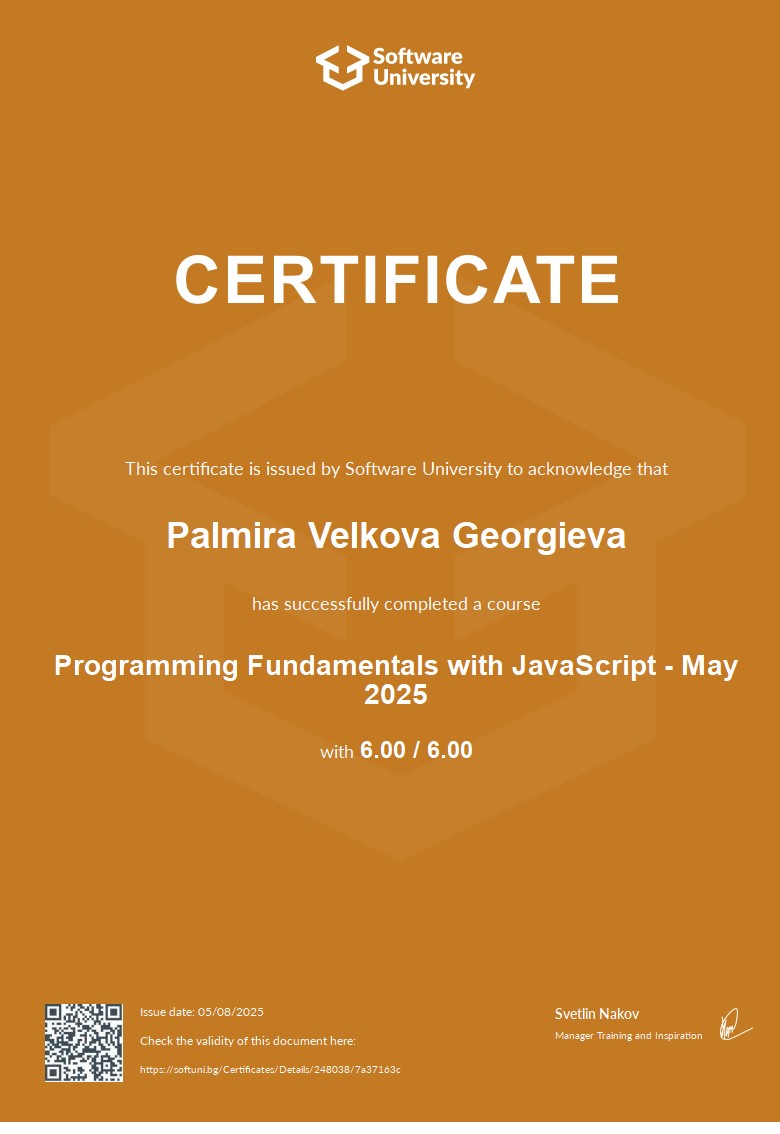 Software
University
CERTIFICATE
This certificate is issued by Software University to acknowledge that
Palmira Velkova Georgieva
has successfully completed a course
Programming Fundamentals with JavaScript - May
2025
with 6.00 / 6.00
Issue date: 05/08/2025
Check the validity of this document here:
https://softuni.bg/Certificates/Details/248038/7a37163c
Svetlin Nakov
Manager Training and Inspiration